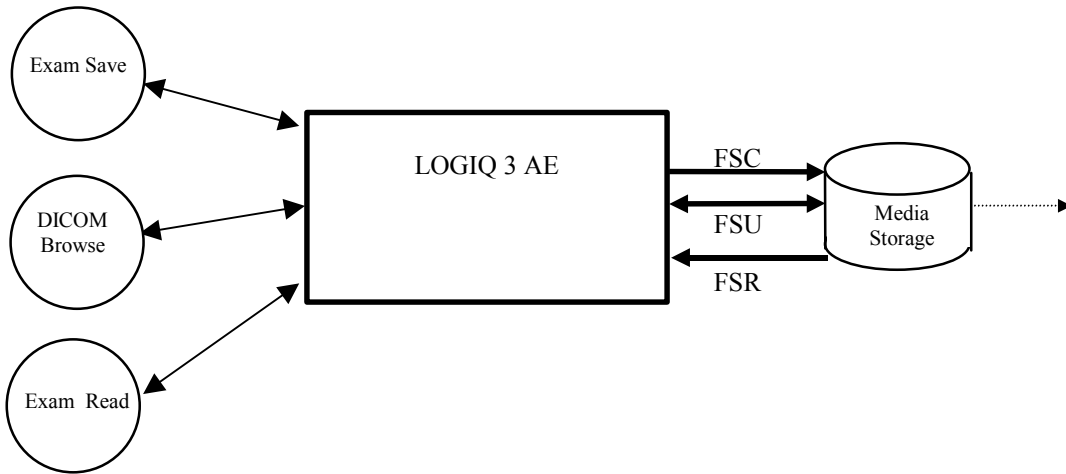 Exam Save
DICOM
Browse
Exam Read
LOGIQ 3 AE
FSC
FSU
FSR
Media
Storage